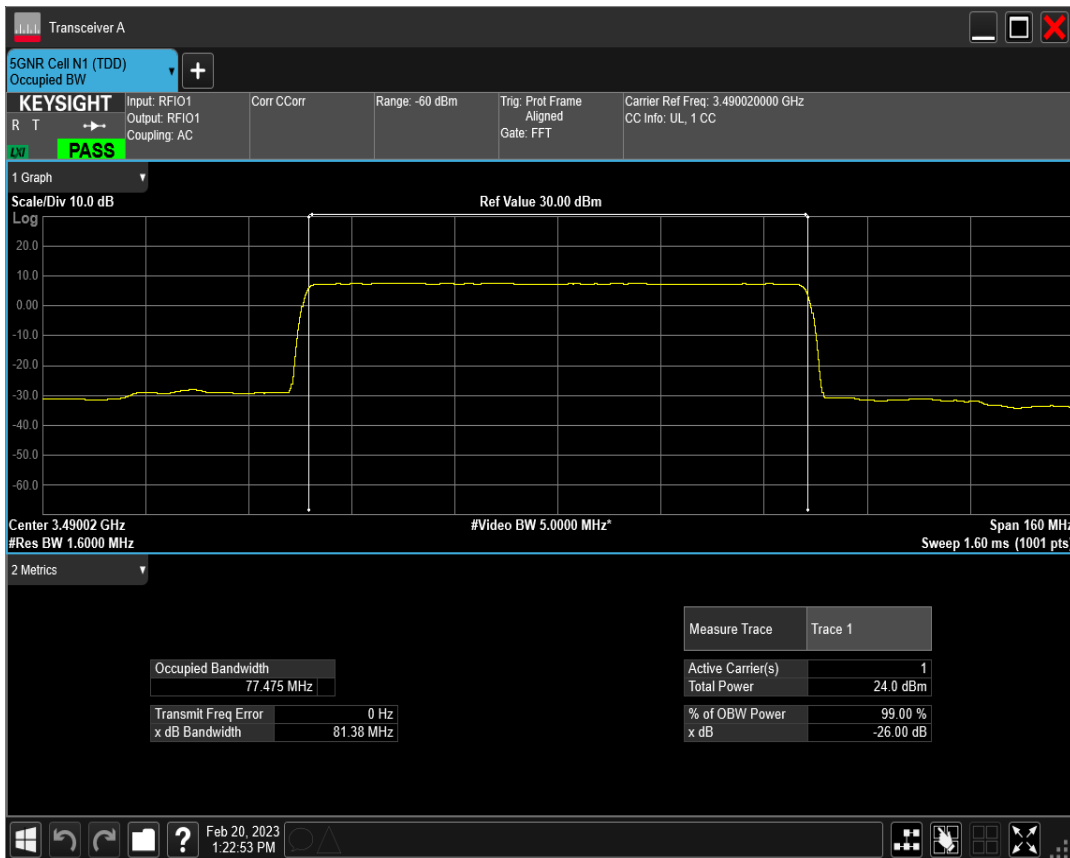 Transceiver A
5GNR Cell N1 (TDD)
Occupied BW
+
KEYSIGHT
R T
LXI
PASS
Input: RFIO1
Output: RFIO1
Coupling: AC
Corr CCorr
Range: -60 dBm
Trig: Prot Frame
Aligned
Gate: FFT
Carrier Ref Freq: 3.490020000 GHz
CC Info: UL, 1 CC
1 Graph
Scale/Div 10.0 dB
Ref Value 30.00 dBm
Log
20.0
10.0
0.00
-10.0
-20.0
-30.0
-40.0
-50.0
-60.0
Center 3.49002 GHz
#Video BW 5.0000 MHz*
Span 160 MHz
#Res BW 1.6000 MHz
Sweep 1.60 ms (1001 pts)
2 Metrics
Measure Trace Trace 1
Occupied Bandwidth
77.475 MHz
Active Carrier(s) 1
Total Power 24.0 dBm
Transmit Freq Error 0 Hz
x dB Bandwidth 81.38 MHz
% of OBW Power 99.00 %
x dB -26.00 dB
?
Feb 20, 2023
1:22:53 PM